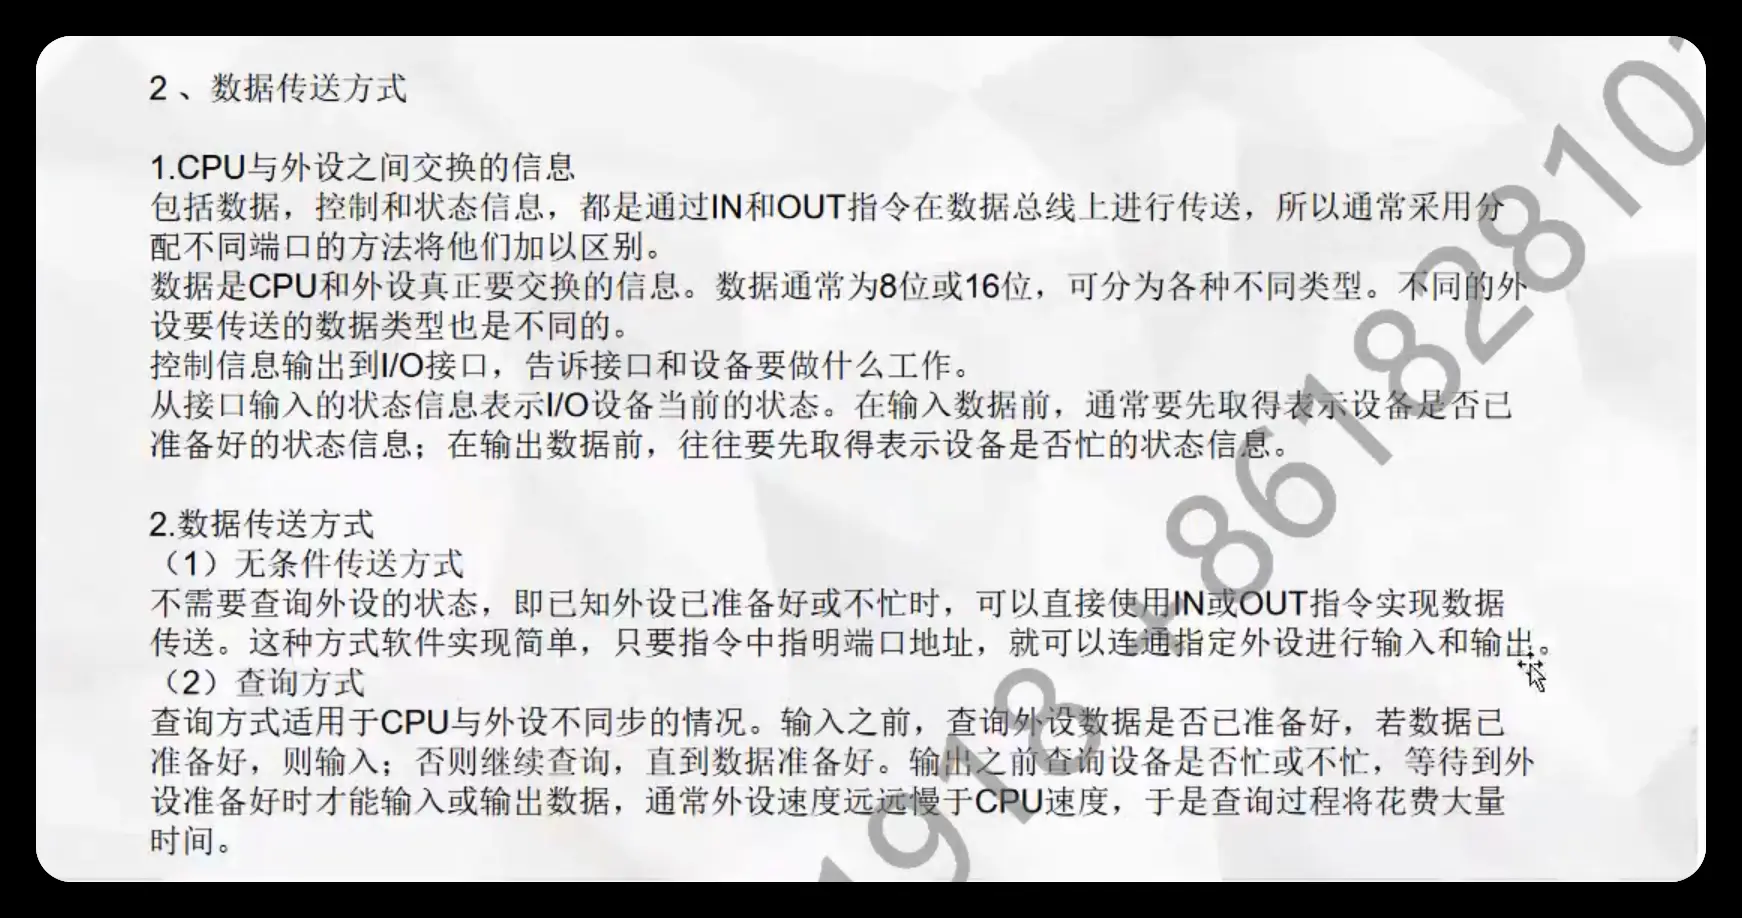 2 、数据传送方式
1.CPU与外设之间交换的信息
包括数据，控制和状态信息，都是通过IN和OUT指令在数据总线上进行传送，所以通常采用分
配不同端口的方法将他们加以区别。
数据是CPU和外设真正要交换的信息。数据通常为8位或16位，可分为各种不同类型。不同的外
设要传送的数据类型也是不同的。
控制信息输出到I/O接口，告诉接口和设备要做什么工作。
从接口输入的状态信息表示I/O设备当前的状态。在输入数据前，通常要先取得表示设备是否已
准备好的状态信息；在输出数据前，往往要先取得表示设备是否忙的状态信息。
2.数据传送方式
（1）无条件传送方式
不需要查询外设的状态，即已知外设已准备好或不忙时，可以直接使用IN或OUT指令实现数据
传送。这种方式软件实现简单，只要指令中指明端口地址，就可以连通指定外设进行输入和输出。
（2）查询方式
查询方式适用于CPU与外设不同步的情况。输入之前，查询外设数据是否已准备好，若数据已
准备好，则输入；否则继续查询，直到数据准备好。输出之前查询设备是否忙或不忙，等待到外
设准备好时才能输入或输出数据，通常外设速度远远慢于CPU速度，于是查询过程将花费大量
时间。
1918 +86182810